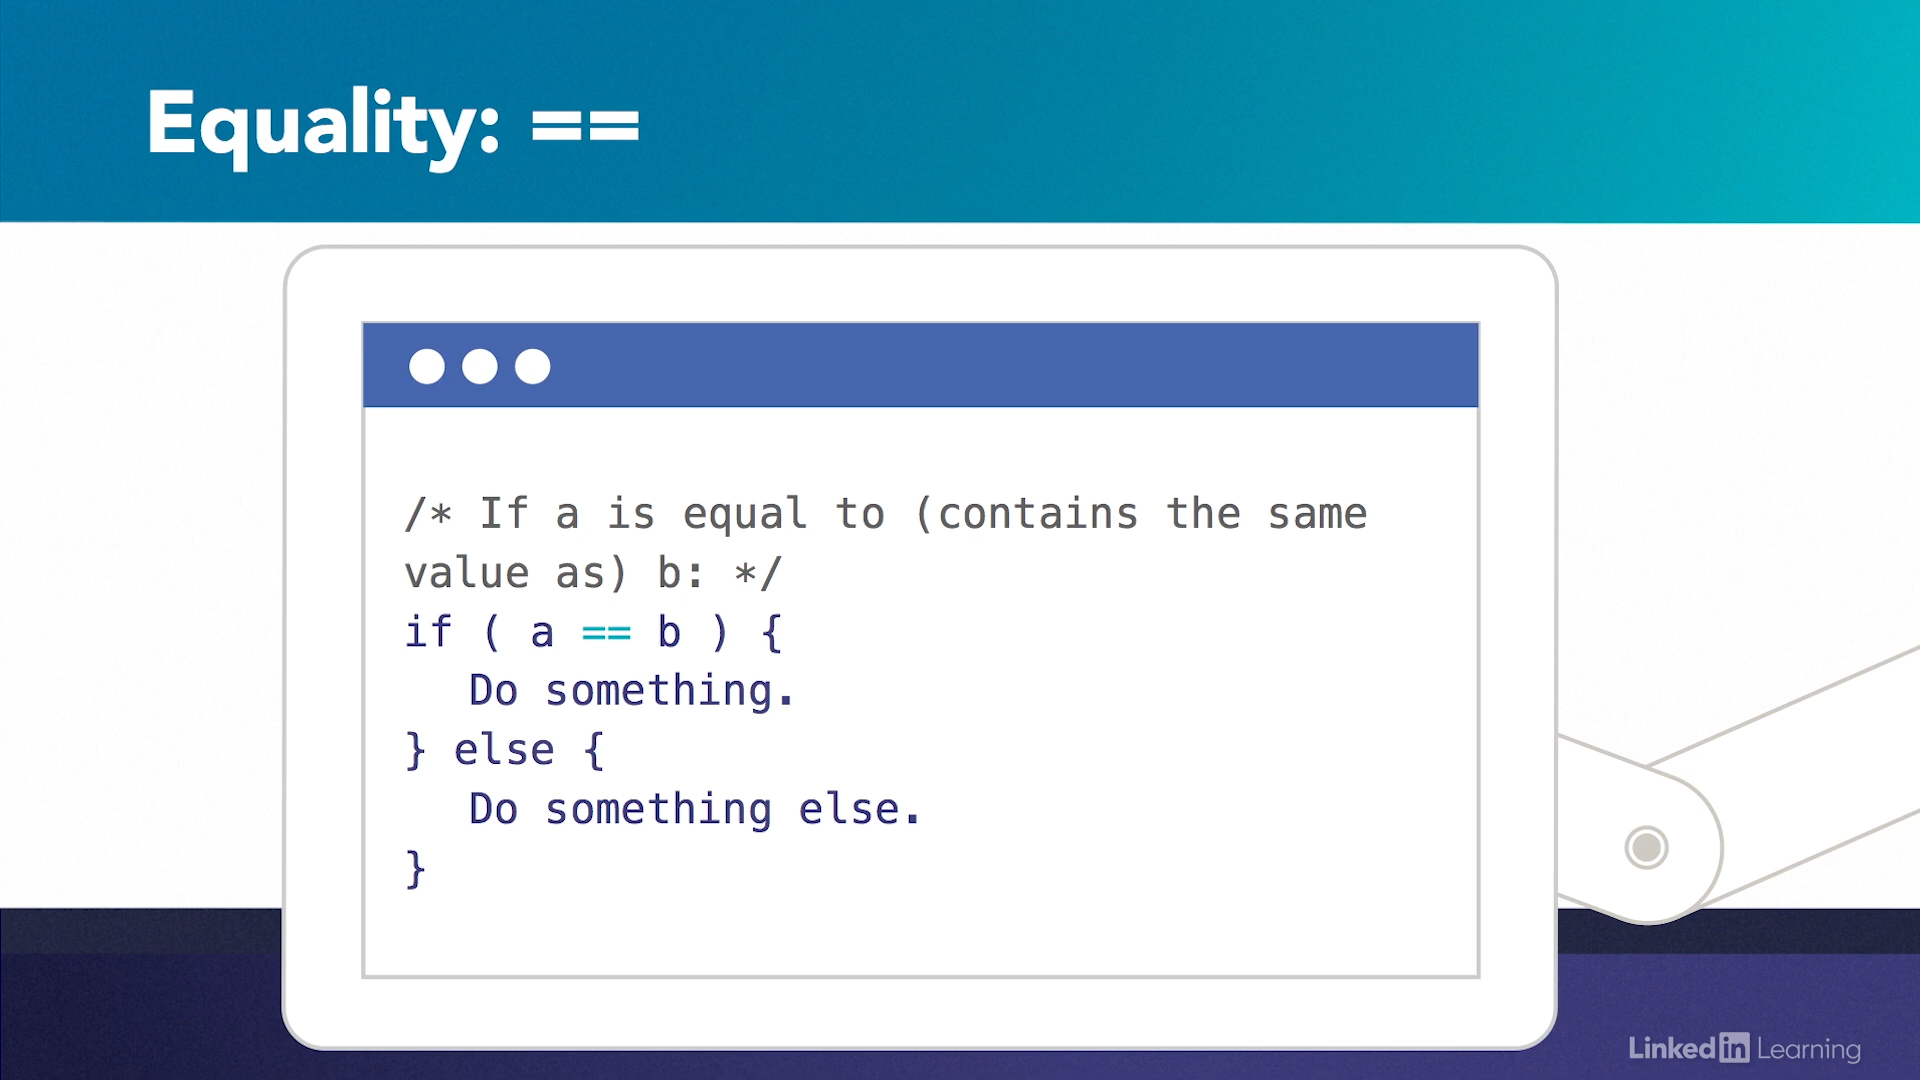 Equality: ==
/* If a is equal to (contains the same
value as) b: */
if ( a == b ) {
Do something.
} else {
Do something else.
}
Linkedin Learning